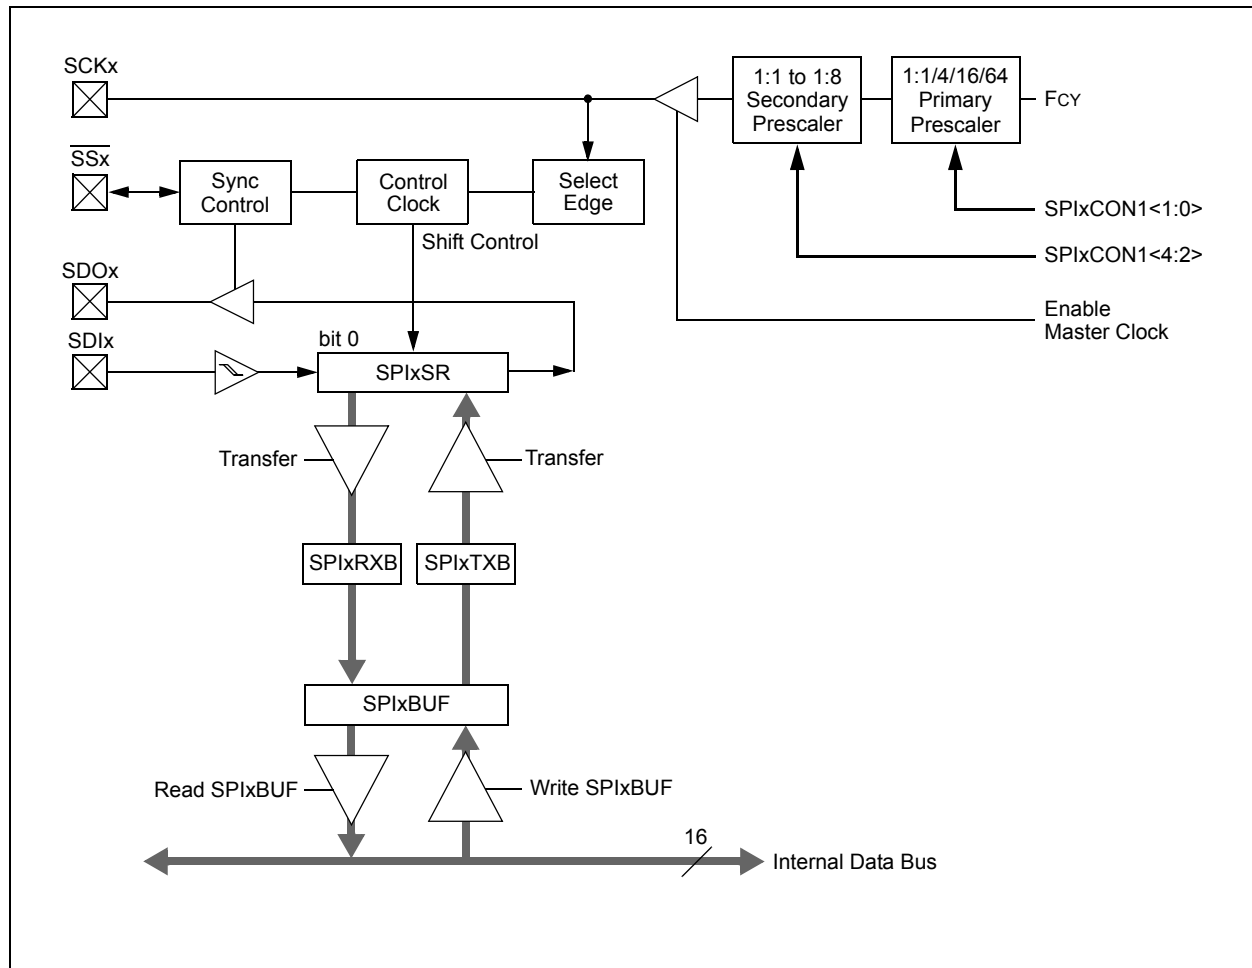 SCKx
1:1 to 1:8
Secondary
Prescaler
1:1/4/16/64
Primary
Prescaler
FCY
SSx
Sync
Control
Control
Clock
Select
Edge
SPIxCON1<1:0>
Shift Control
SPIxCON1<4:2>
SDOx
Enable
Master Clock
SDIx
bit 0
SPIxSR
Transfer
Transfer
SPIxRXB
SPIxTXB
SPIxBUF
Read SPIxBUF
Write SPIxBUF
16
Internal Data Bus